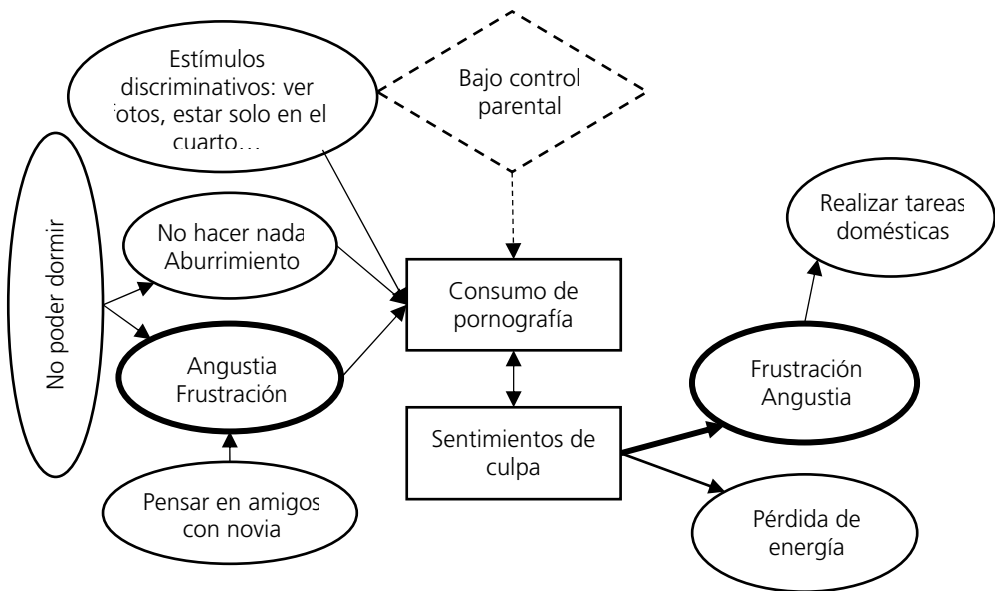 Estímulos
discriminativos: ver
fotos, estar solo en el
cuarto…
Bajo control
parental
No poder dormir
No hacer nada
Aburrimiento
Angustia
Frustración
Pensar en amigos
con novia
Consumo de
pornografía
Sentimientos de
culpa
Realizar tareas
domésticas
Frustración
Angustia
Pérdida de
energía